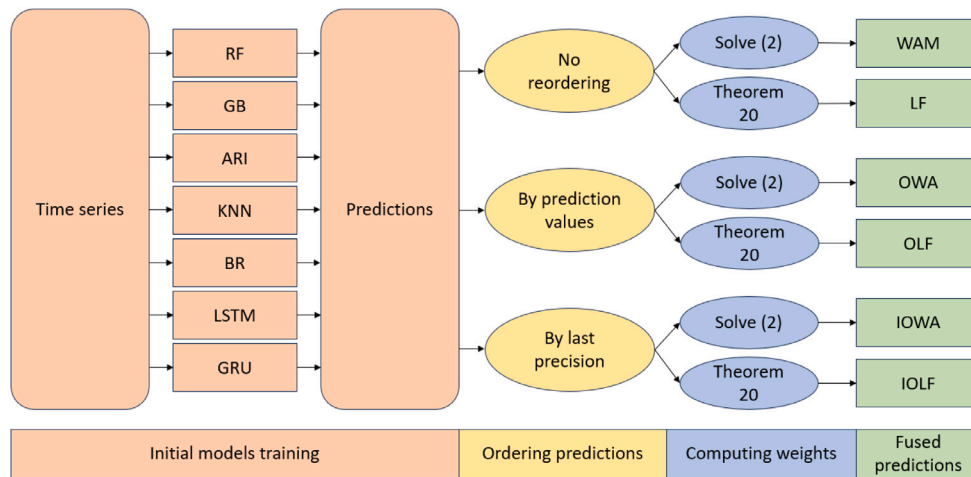 Time series
RF
GB
ARI
KNN
BR
LSTM
GRU
Predictions
No
reordering
By prediction
values
By last
precision
Solve (2)
Theorem
20
Solve (2)
Theorem
20
Solve (2)
Theorem
20
WAM
LF
OWA
OLF
IOWA
IOLF
Initial models training
Ordering predictions
Computing weights
Fused
predictions